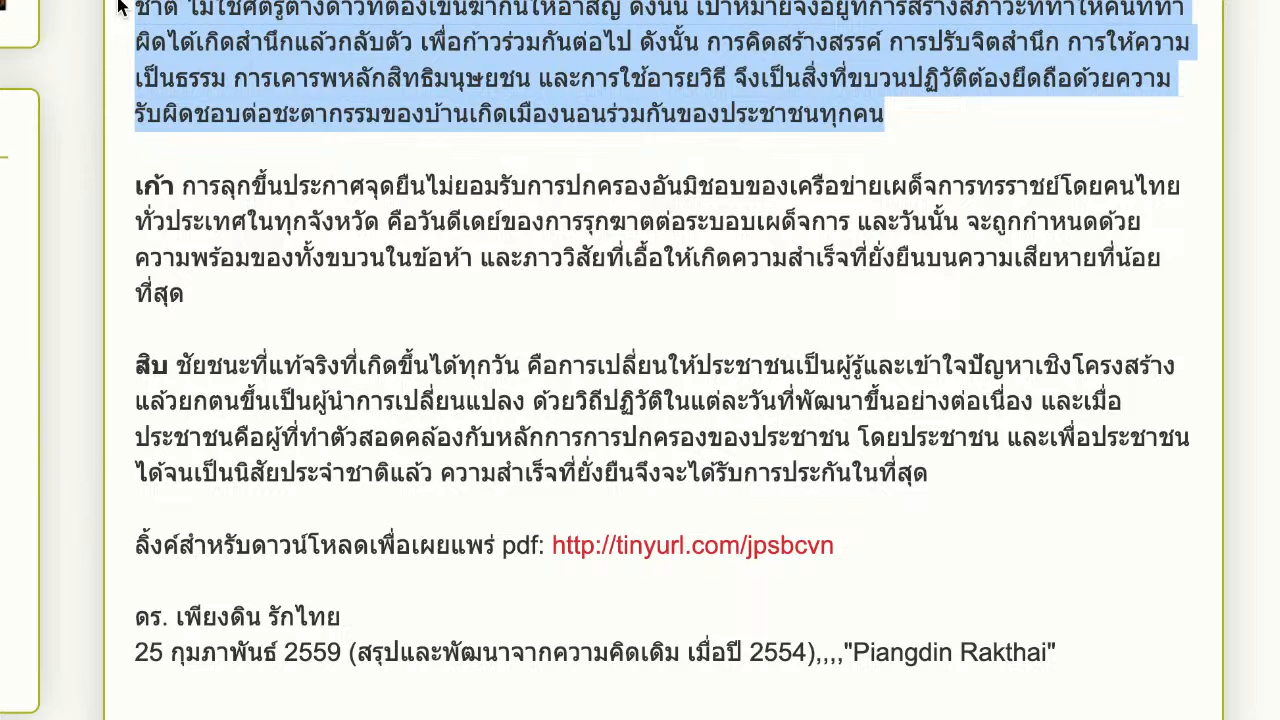 ชาติ ไม่ใช่ศัตรูต่างด้าวที่ต้องเข่นฆ่ากันให้อาสัญ ดังนั้น เป้าหมายจึงอยู่ที่การสร้างสภาวะที่ทำให้คนที่ทำ
ผิดได้เกิดสำนึกแล้วกลับตัว เพื่อก้าวร่วมกันต่อไป ดังนั้น การคิดสร้างสรรค์ การปรับจิตสำนึก การให้ความ
เป็นธรรม การเคารพหลักสิทธิมนุษยชน และการใช้อารยวิธี จึงเป็นสิ่งที่ขบวนปฏิวัติต้องยึดถือด้วยความ
รับผิดชอบต่อชะตากรรมของบ้านเกิดเมืองนอนร่วมกันของประชาชนทุกคน
เก้า การลุกขึ้นประกาศจุดยืนไม่ยอมรับการปกครองอันมิชอบของเครือข่ายเผด็จการทรราชย์โดยคนไทย
ทั่วประเทศในทุกจังหวัด คือวันดีเดย์ของการรุกฆาตต่อระบอบเผด็จการ และวันนั้น จะถูกกำหนดด้วย
ความพร้อมของทั้งขบวนในข้อห้า และภาววิสัยที่เอื้อให้เกิดความสำเร็จที่ยั่งยืนบนความเสียหายที่น้อย
ที่สุด
สิบ ชัยชนะที่แท้จริงที่เกิดขึ้นได้ทุกวัน คือการเปลี่ยนให้ประชาชนเป็นผู้รู้และเข้าใจปัญหาเชิงโครงสร้าง
แล้วยกตนขึ้นเป็นผู้นำการเปลี่ยนแปลง ด้วยวิถีปฏิวัติในแต่ละวันที่พัฒนาขึ้นอย่างต่อเนื่อง และเมื่อ
ประชาชนคือผู้ที่ทำตัวสอดคล้องกับหลักการการปกครองของประชาชน โดยประชาชน และเพื่อประชาชน
ได้จนเป็นนิสัยประจำชาติแล้ว ความสำเร็จที่ยั่งยืนจึงจะได้รับการประกันในที่สุด
ลิ้งค์สำหรับดาวน์โหลดเพื่อเผยแพร่ pdf: http://tinyurl.com/jpsbcvn
ดร. เพียงดิน รักไทย
25 กุมภาพันธ์ 2559 (สรุปและพัฒนาจากความคิดเดิม เมื่อปี 2554),,,,"Piangdin Rakthai"